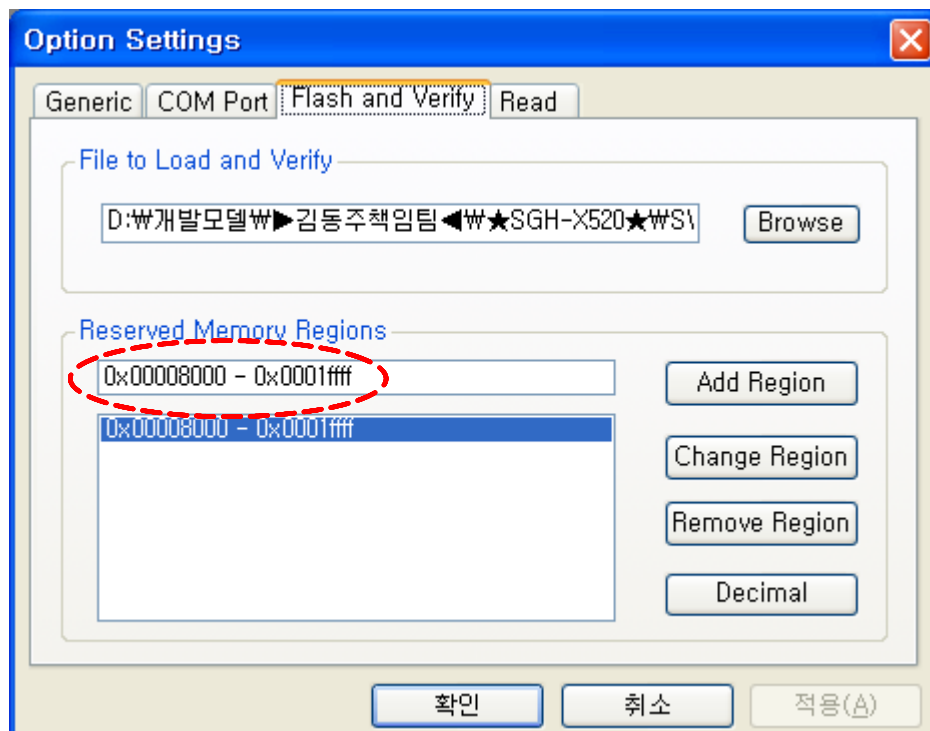 Option Settings
Generic COM Port Flash and Verify Read
File to Load and Verify
D:₩개발모델₩▶김동주책임팀◀₩★SGH-X520★₩S\ Browse
Reserved Memory Regions
0x00008000 - 0x0001ffff Add Region
0x00008000 - 0x0001ffff
Change Region
Remove Region
Decimal
확인 취소 적용(A)